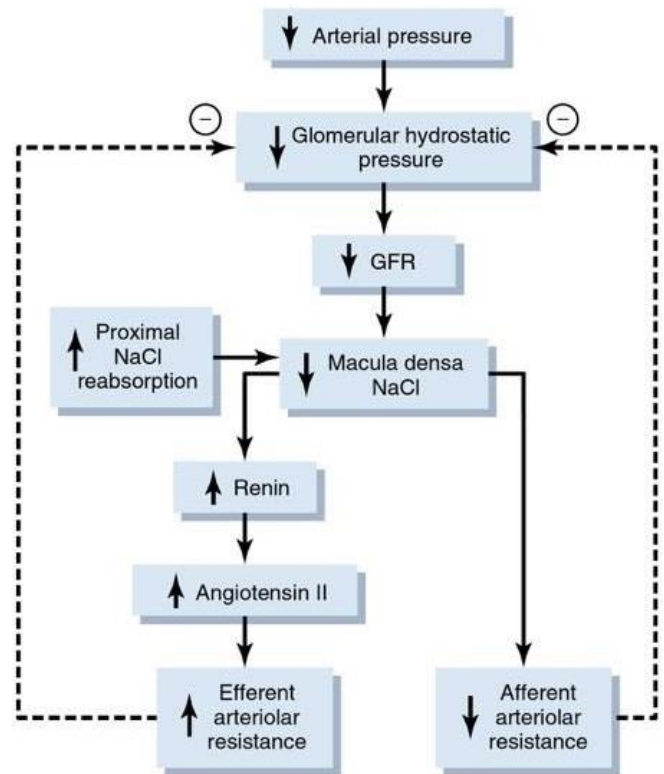 ↓ Arterial pressure
− −
↓ Glomerular hydrostatic
pressure
↓ GFR
↑ Proximal
NaCl
reabsorption
↓ Macula densa
NaCl
↑ Renin
↑ Angiotensin II
↑ Efferent
arteriolar
resistance
↓ Afferent
arteriolar
resistance